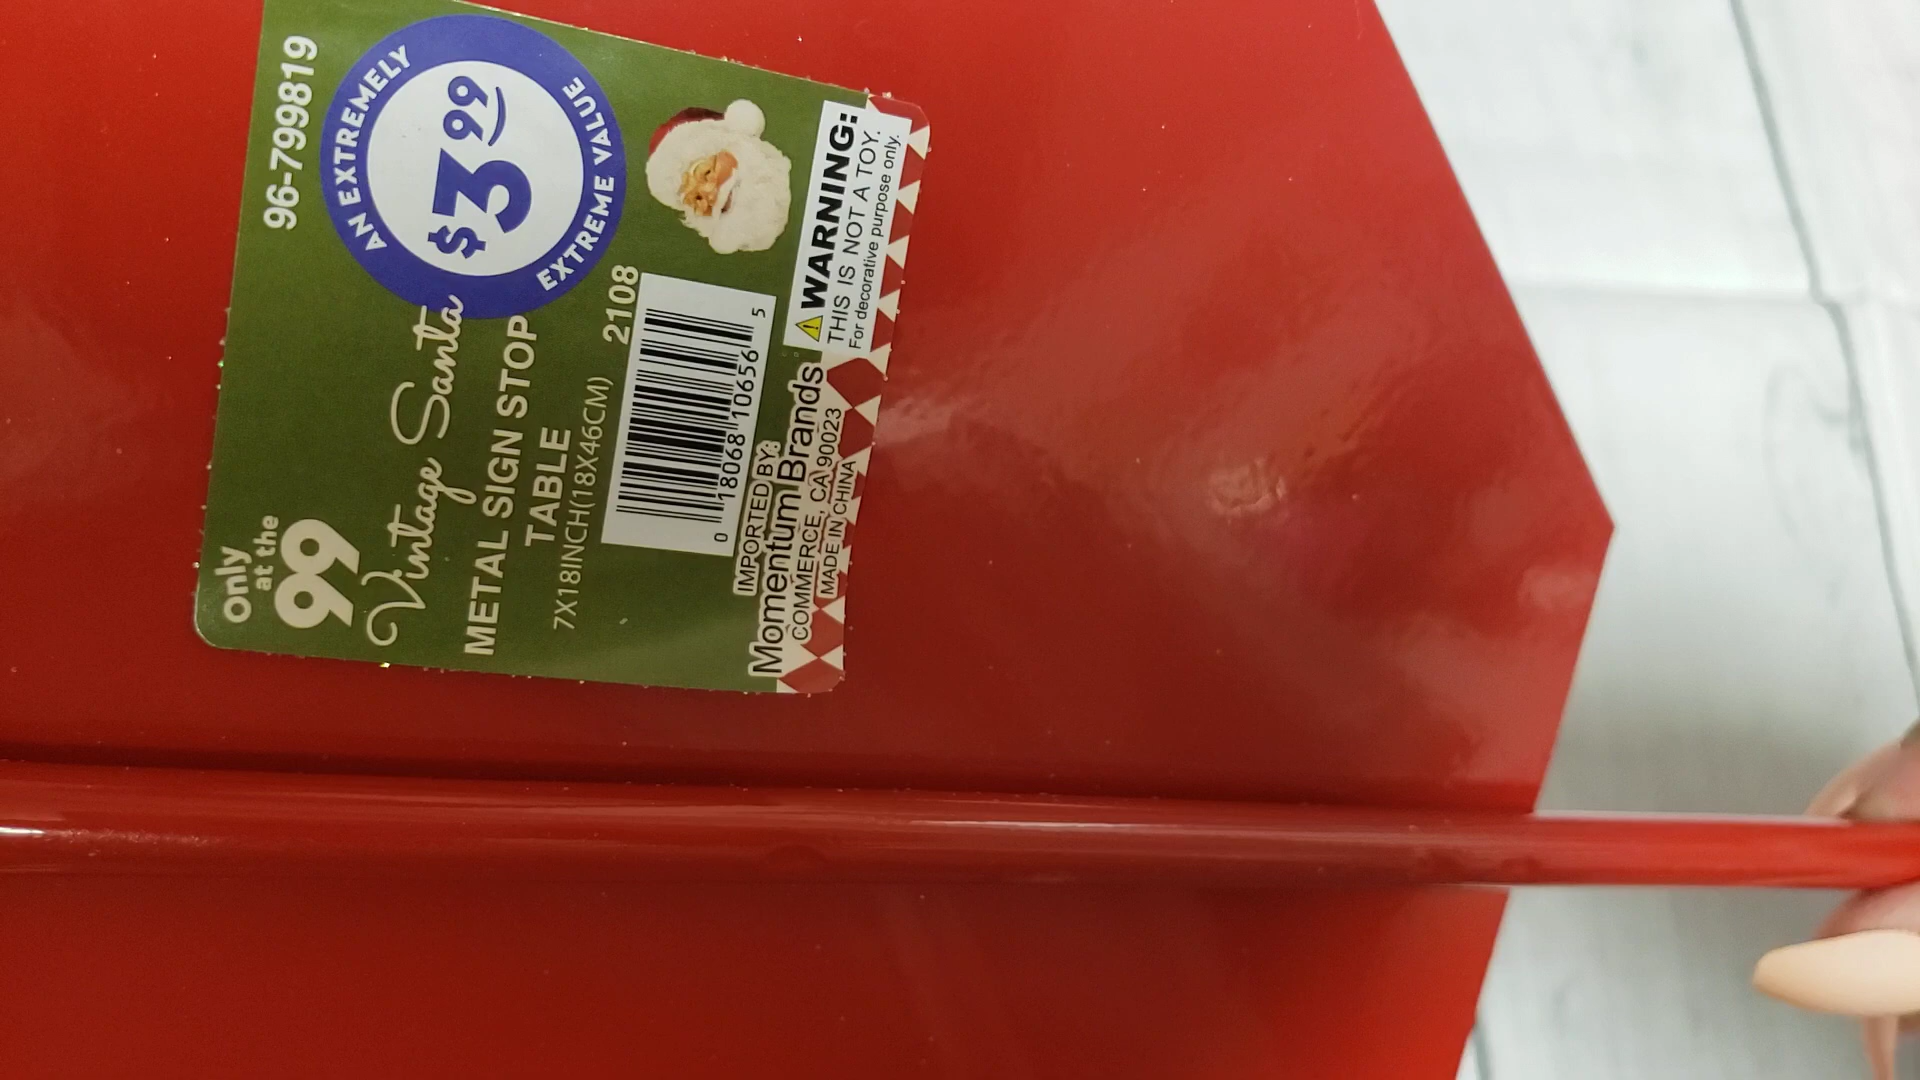 Only
at the
99
96-799819
AN EXTREMELY
$3.99
EXTREME VALUE
Vintage Santa
METAL SIGN STOP
TABLE
7X18INCH(18X46CM)
2108
0 18068 10656 5
IMPORTED BY:
Momentum Brands
COMMERCE, CA 90023
MADE IN CHINA
WARNING:
THIS IS NOT A TOY.
For decorative purpose only.